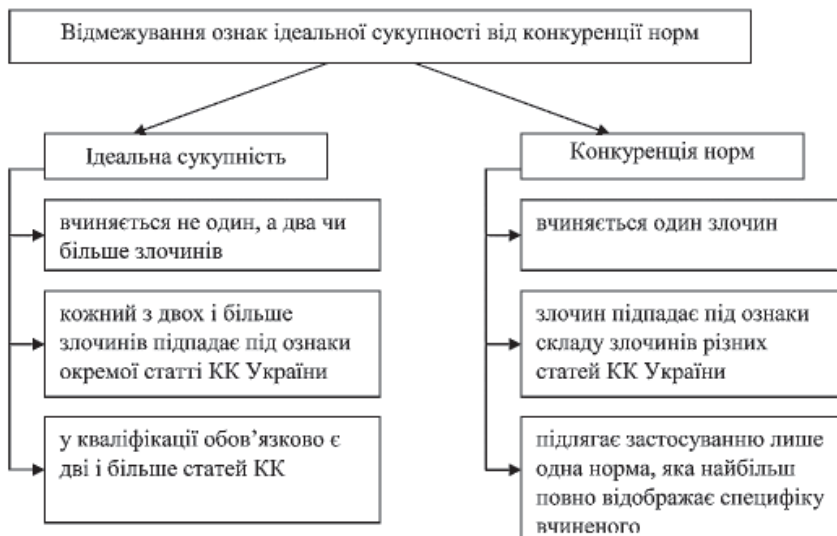 Відмежування ознак ідеальної сукупності від конкуренції норм
Ідеальна сукупність
вчиняється не один, а два чи
більше злочинів
кожний з двох і більше
злочинів підпадає під ознаки
окремої статті КК України
у кваліфікації обов’язково є
дві і більше статей КК
Конкуренція норм
вчиняється один злочин
злочин підпадає під ознаки
складу злочинів різних
статей КК України
підлягає застосуванню лише
одна норма, яка найбільш
повно відображає специфіку
вчиненого